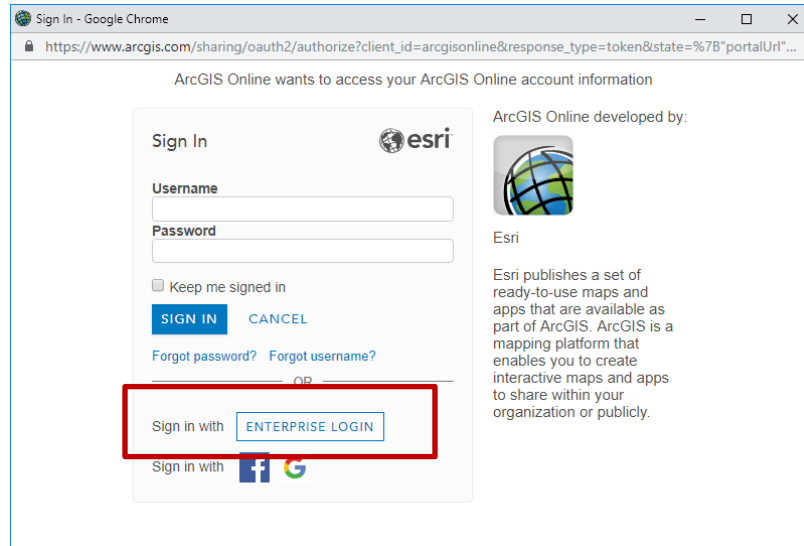 Sign In - Google Chrome
https://www.arcgis.com/sharing/oauth2/authorize?client_id=arcgisonline&response_type=token&state=%7B"portalUrl"...
ArcGIS Online wants to access your ArcGIS Online account information
Sign In
esri
Username
Password
Keep me signed in
SIGN IN CANCEL
Forgot password? Forgot username?
OR
Sign in with ENTERPRISE LOGIN
Sign in with f G
ArcGIS Online developed by:
Esri
Esri publishes a set of
ready-to-use maps and
apps that are available as
part of ArcGIS. ArcGIS is a
mapping platform that
enables you to create
interactive maps and apps
to share within your
organization or publicly.